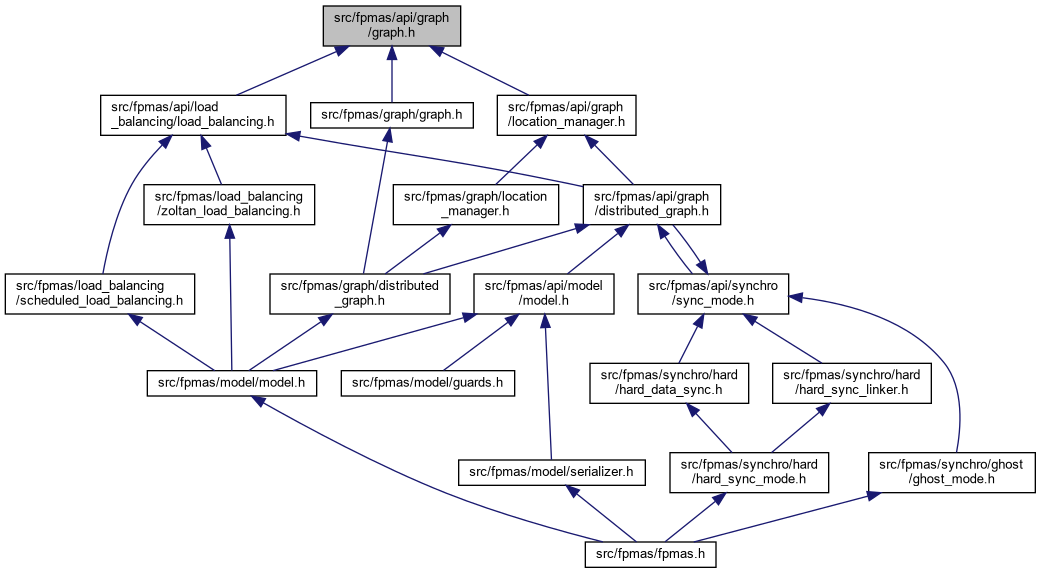 src/fpmas/api/graph
/graph.h
src/fpmas/api/load
_balancing/load_balancing.h
src/fpmas/graph/graph.h
src/fpmas/api/graph
/location_manager.h
src/fpmas/load_balancing
/zoltan_load_balancing.h
src/fpmas/graph/location
_manager.h
src/fpmas/api/graph
/distributed_graph.h
src/fpmas/load_balancing
/scheduled_load_balancing.h
src/fpmas/graph/distributed
_graph.h
src/fpmas/api/model
/model.h
src/fpmas/api/synchro
/sync_mode.h
src/fpmas/model/model.h
src/fpmas/model/guards.h
src/fpmas/synchro/hard
/hard_data_sync.h
src/fpmas/synchro/hard
/hard_sync_linker.h
src/fpmas/model/serializer.h
src/fpmas/synchro/hard
/hard_sync_mode.h
src/fpmas/synchro/ghost
/ghost_mode.h
src/fpmas/fpmas.h